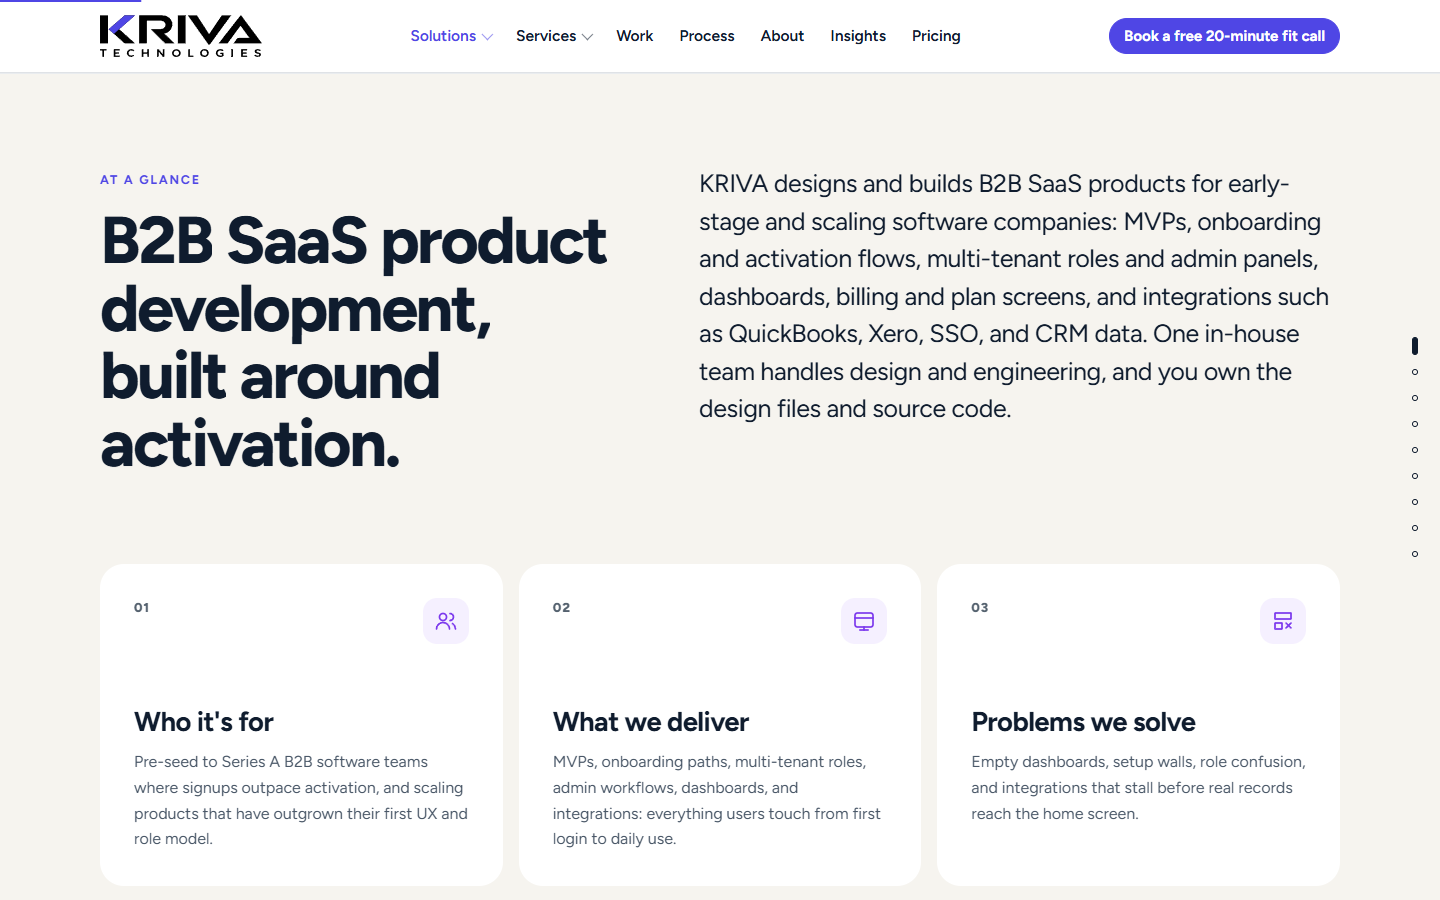 KRIVA
TECHNOLOGIES
Solutions
Services
Work
Process
About
Insights
Pricing
Book a free 20-minute fit call
AT A GLANCE
B2B SaaS product
development,
built around
activation.
KRIVA designs and builds B2B SaaS products for early-
stage and scaling software companies: MVPs, onboarding
and activation flows, multi-tenant roles and admin panels,
dashboards, billing and plan screens, and integrations such
as QuickBooks, Xero, SSO, and CRM data. One in-house
team handles design and engineering, and you own the
design files and source code.
01
Who it's for
Pre-seed to Series A B2B software teams
where signups outpace activation, and scaling
products that have outgrown their first UX and
role model.
02
What we deliver
MVPs, onboarding paths, multi-tenant roles,
admin workflows, dashboards, and
integrations: everything users touch from first
login to daily use.
03
Problems we solve
Empty dashboards, setup walls, role confusion,
and integrations that stall before real records
reach the home screen.